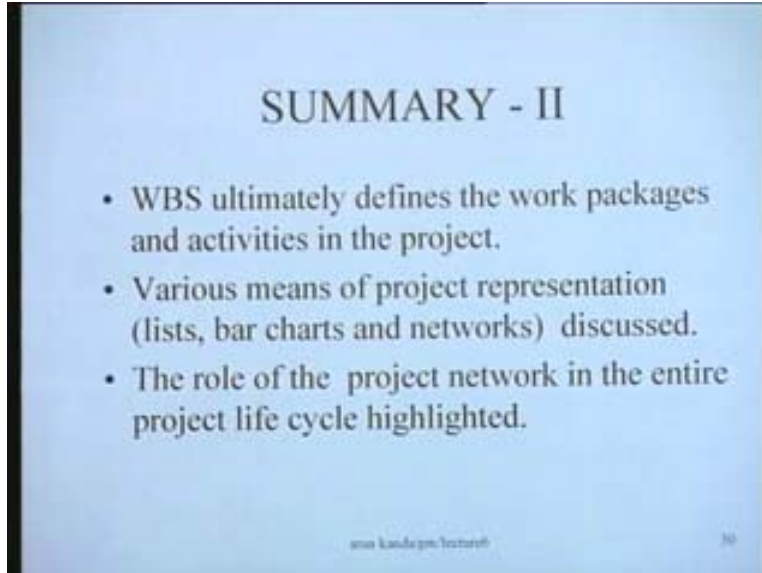 SUMMARY - II
• WBS ultimately defines the work packages
and activities in the project.
• Various means of project representation
(lists, bar charts and networks) discussed.
• The role of the project network in the entire
project life cycle highlighted.